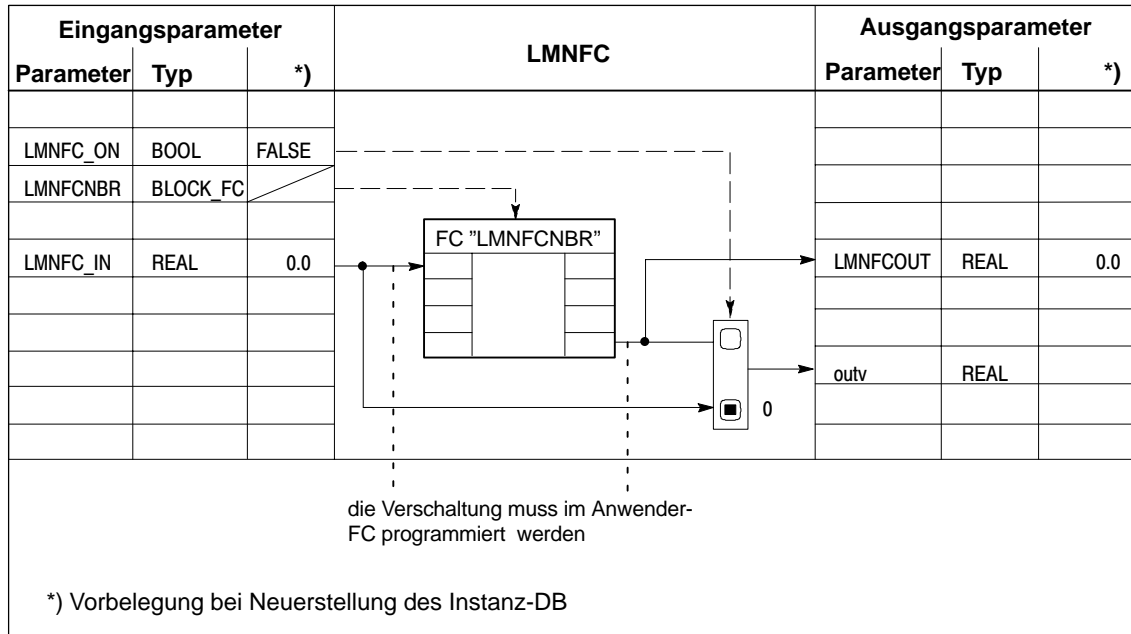 Eingangsparameter LMNFC Ausgangsparameter
Parameter Typ *) Parameter Typ *)
LMNFC_ON BOOL FALSE
LMNFCNBR BLOCK_FC
FC "LMNFCNBR"
LMNFC_IN REAL 0.0 LMNFCOUT REAL 0.0
outv REAL
0
die Verschaltung muss im Anwender-
FC programmiert werden
*) Vorbelegung bei Neuerstellung des Instanz-DB